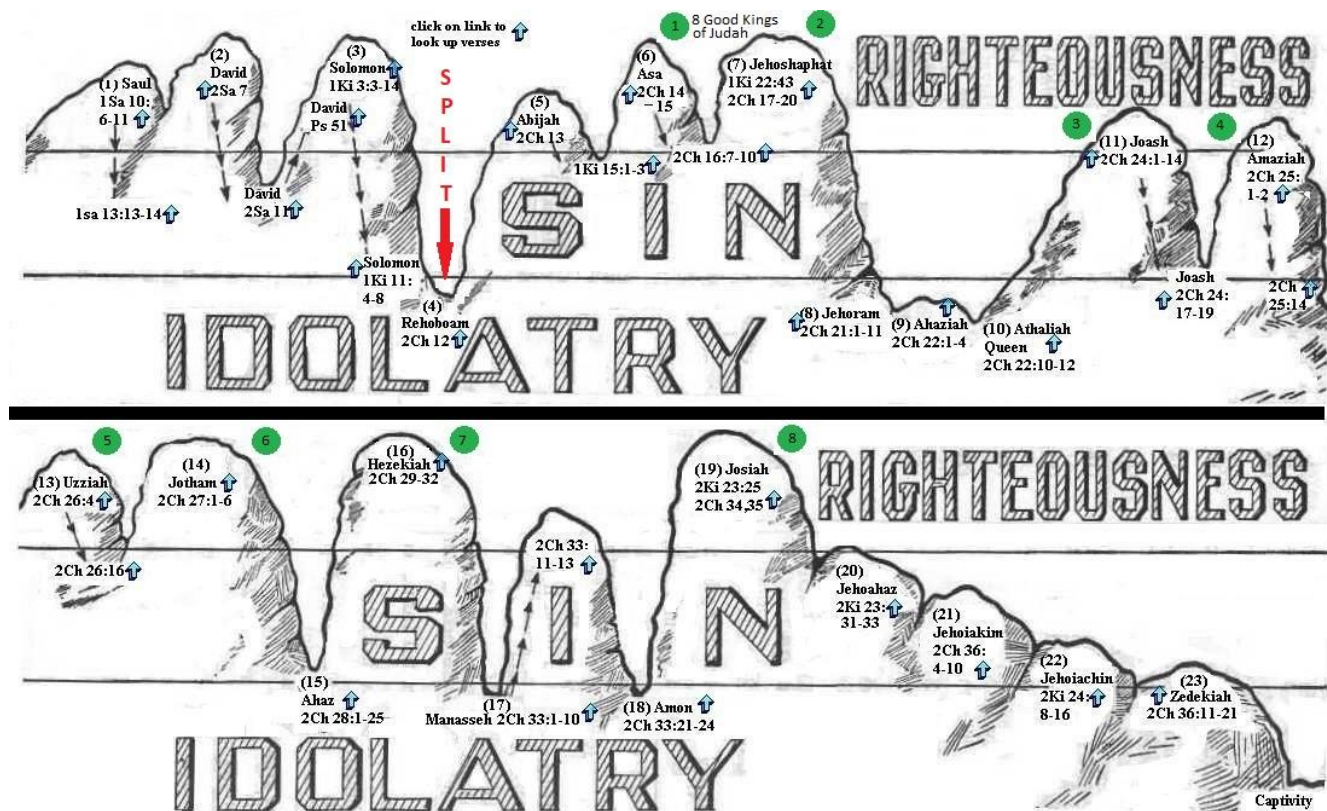 click on link to
look up verses
1
8 Good Kings
of Judah
2
RIGHTEOUSNESS
(1) Saul
1Sa 10:
6-11
1sa 13:13-14
(2)
David
2Sa 7
David
2Sa 11
David
Ps 51
(3)
Solomon
1Ki 3:3-14
Solomon
1Ki 11:
4-8
SPLIT
(4)
Rehoboam
2Ch 12
(5)
Abijah
2Ch 13
1Ki 15:1-3
(6)
Asa
2Ch 14
-15
2Ch 16:7-10
(7) Jehoshaphat
1Ki 22:43
2Ch 17-20
SIN
IDOLATRY
(8) Jehoram
2Ch 21:1-11
(9) Ahaziah
2Ch 22:1-4
(10) Athaliah
Queen
2Ch 22:10-12
3
(11) Joash
2Ch 24:1-14
Joash
2Ch 24:
17-19
4
(12)
Amaziah
2Ch 25:
1-2
2Ch
25:14
5
(13) Uzziah
2Ch 26:4
2Ch 26:16
(14)
Jotham
2Ch 27:1-6
6
(15)
Ahaz
2Ch 28:1-25
(16)
Hezekiah
2Ch 29-32
7
(17)
Manasseh 2Ch 33:1-10
2Ch 33:
11-13
(18) Amon
2Ch 33:21-24
(19) Josiah
2Ki 23:25
2Ch 34,35
8
RIGHTEOUSNESS
SIN
IDOLATRY
(20)
Jehoahaz
2Ki 23:
31-33
(21)
Jehoiakim
2Ch 36:
4-10
(22)
Jehoiachin
2Ki 24:
8-16
(23)
Zedekiah
2Ch 36:11-21
Captivity